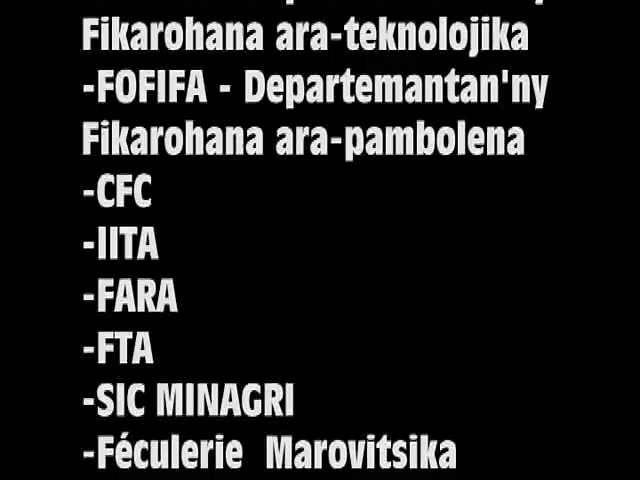 Fikarohana ara-teknolojika
-FOFIFA - Departemantan'ny
Fikarohana ara-pambolena
-CFC
-IITA
-FARA
-FTA
-SIC MINAGRI
-Féculerie Marovitsika